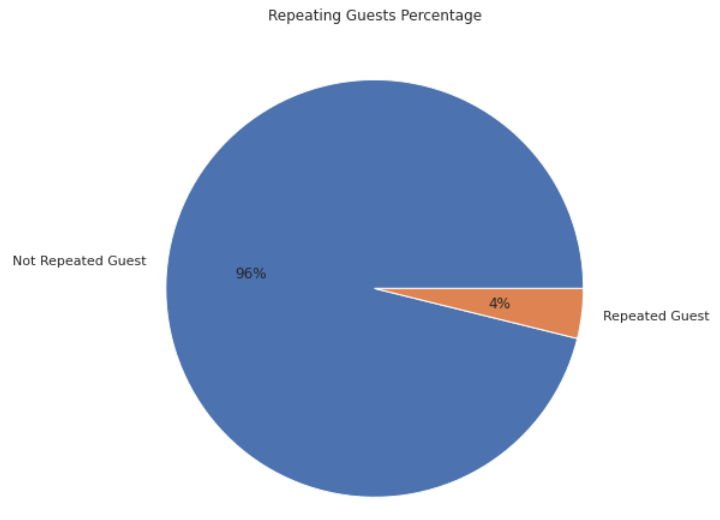 Repeating Guests Percentage
Not Repeated Guest
96%
4%
Repeated Guest